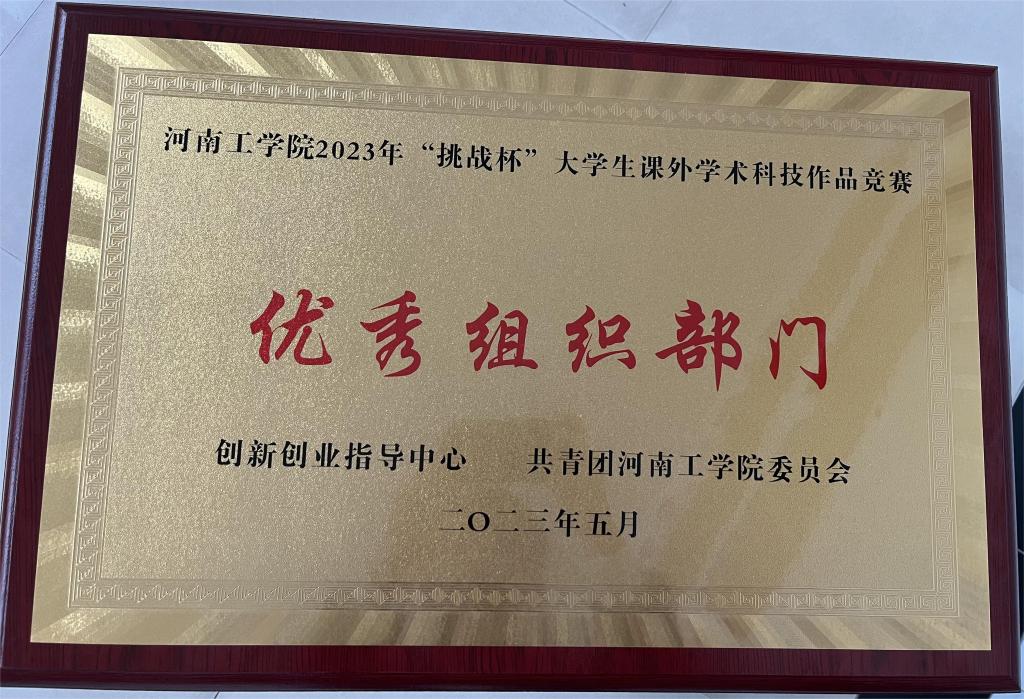 河南工学院2023年“挑战杯”大学生课外学术科技作品竞赛
优秀组织部门
创新创业指导中心 共青团河南工学院委员会
二〇二三年五月